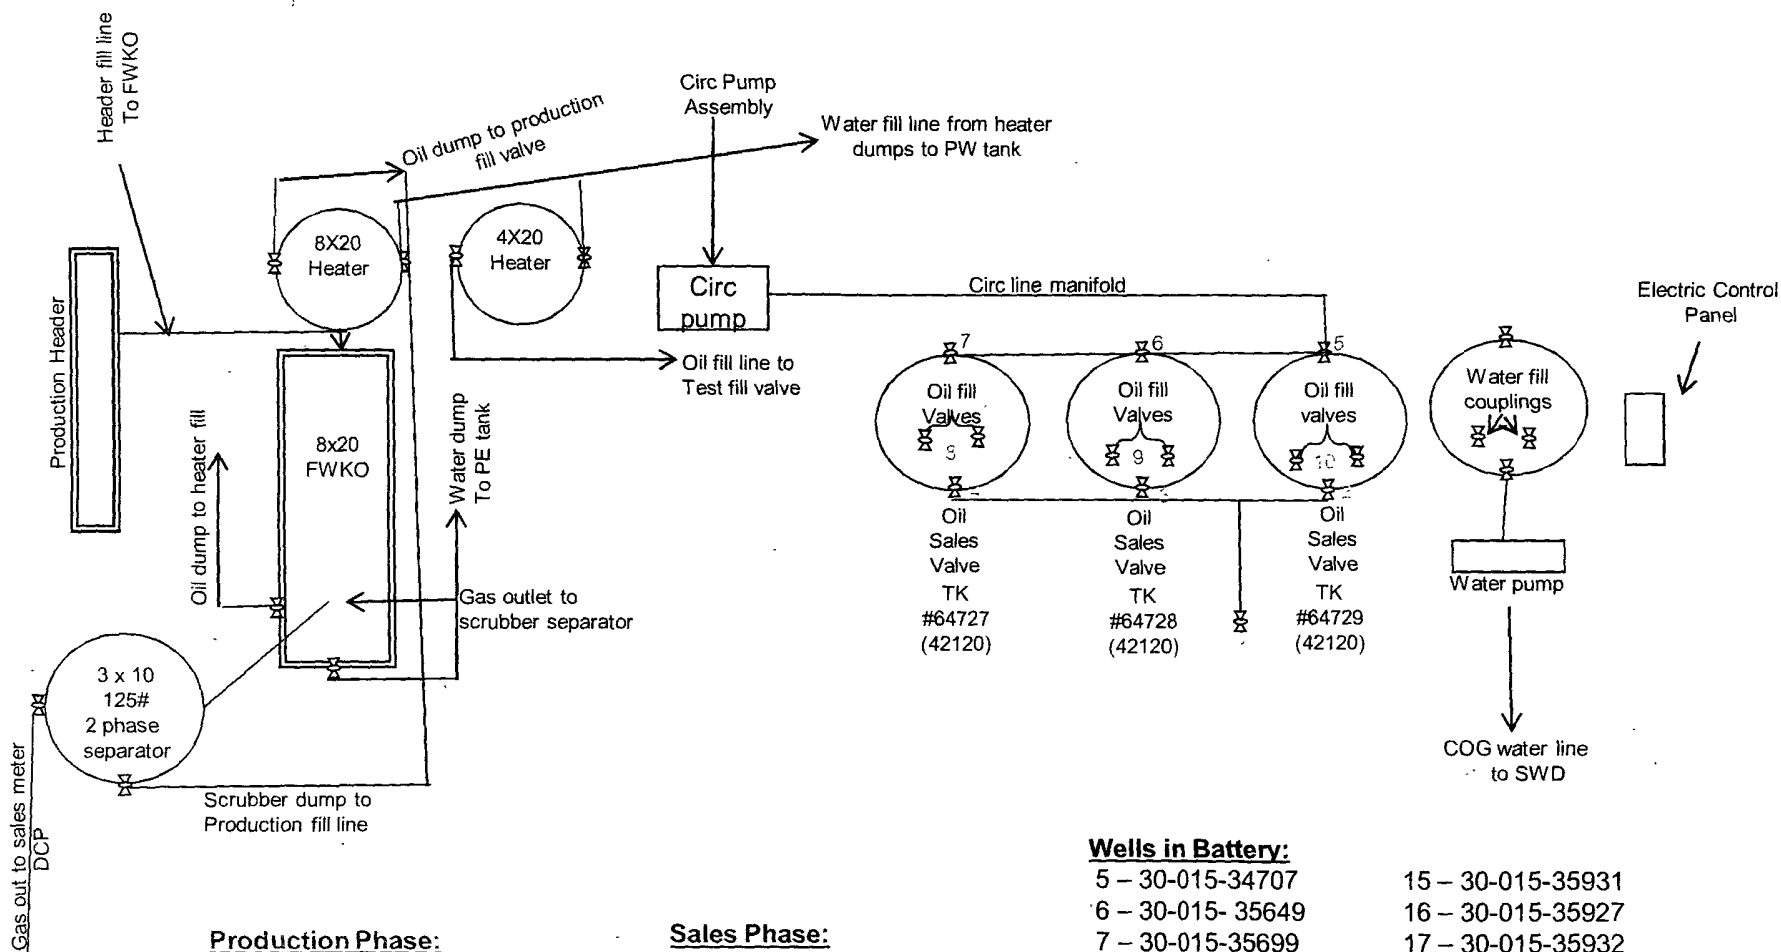 Header fill line
To FWKO
Circ Pump
Assembly
Oil dump to production
fill valve
Water fill line from heater
dumps to PW tank
8X20
Heater
4X20
Heater
Circ
pump
Circ line manifold
Electric Control
Panel
Production Header
Oil fill line to
Test fill valve
7
6
5
Oil fill
Valves
8
Oil fill
Valves
9
Oil fill
valves
10
Water fill
couplings
8x20
FWKO
Oil dump to heater fill
Water dump
To PE tank
Gas outlet to
scrubber separator
Oil
Sales
Valve
TK
#64727
(42120)
Oil
Sales
Valve
TK
#64728
(42120)
Oil
Sales
Valve
TK
#64729
(42120)
Water pump
3 x 10
125#
2 phase
separator
COG water line
to SWD
Gas out to sales meter
DCP
Scrubber dump to
Production fill line
Wells in Battery:
5 – 30-015-34707
6 – 30-015- 35649
7 – 30-015-35699
15 – 30-015-35931
16 – 30-015-35927
17 – 30-015-35932
Production Phase:
Sales Phase: